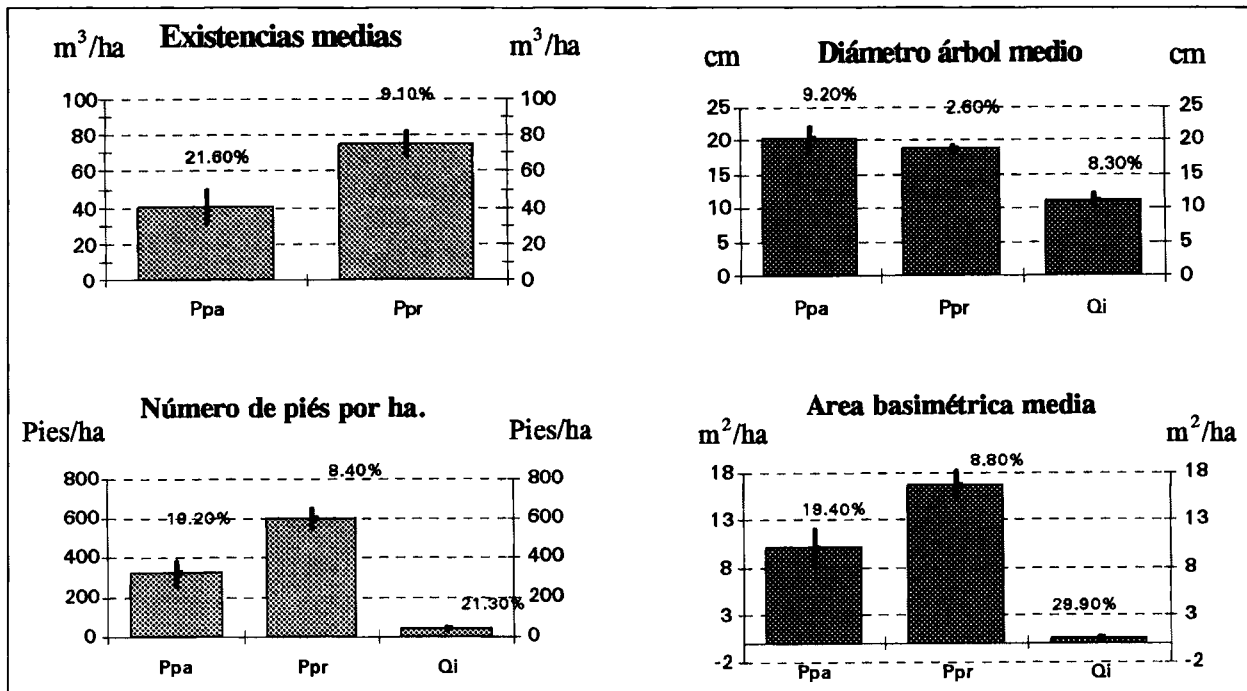 Existencias medias
m³/ha
m³/ha
9.10%
21.60%
100
80
60
40
20
0
100
80
60
40
20
0
Ppa
Ppr
Diámetro árbol medio
cm
cm
9.20%
2.60%
8.30%
25
20
15
10
5
0
25
20
15
10
5
0
Ppa
Ppr
Qi
Número de piés por ha.
Pies/ha
Pies/ha
8.40%
19.20%
21.30%
800
600
400
200
0
800
600
400
200
0
Ppa
Ppr
Qi
Area basimétrica media
m²/ha
m²/ha
8.80%
19.40%
29.90%
18
13
8
3
-2
18
13
8
3
-2
Ppa
Ppr
Qi